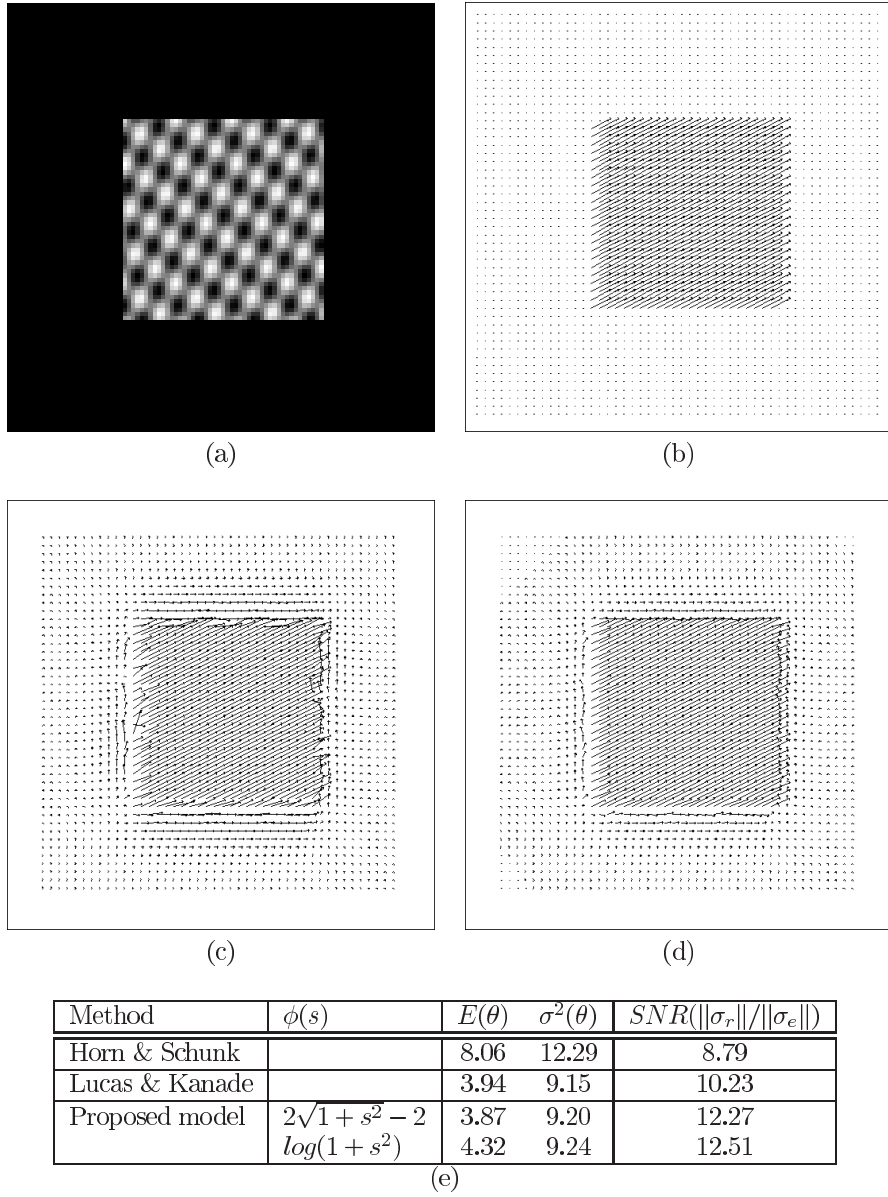 (a)
(b)
(c)
(d)
Method φ(s) E(θ) σ²(θ) SNR(||σ_r||/||σ_e||)
Horn & Schunk 8.06 12.29 8.79
Lucas & Kanade 3.94 9.15 10.23
Proposed model 2√(1 + s²) − 2 3.87 9.20 12.27
log(1 + s²) 4.32 9.24 12.51
(e)